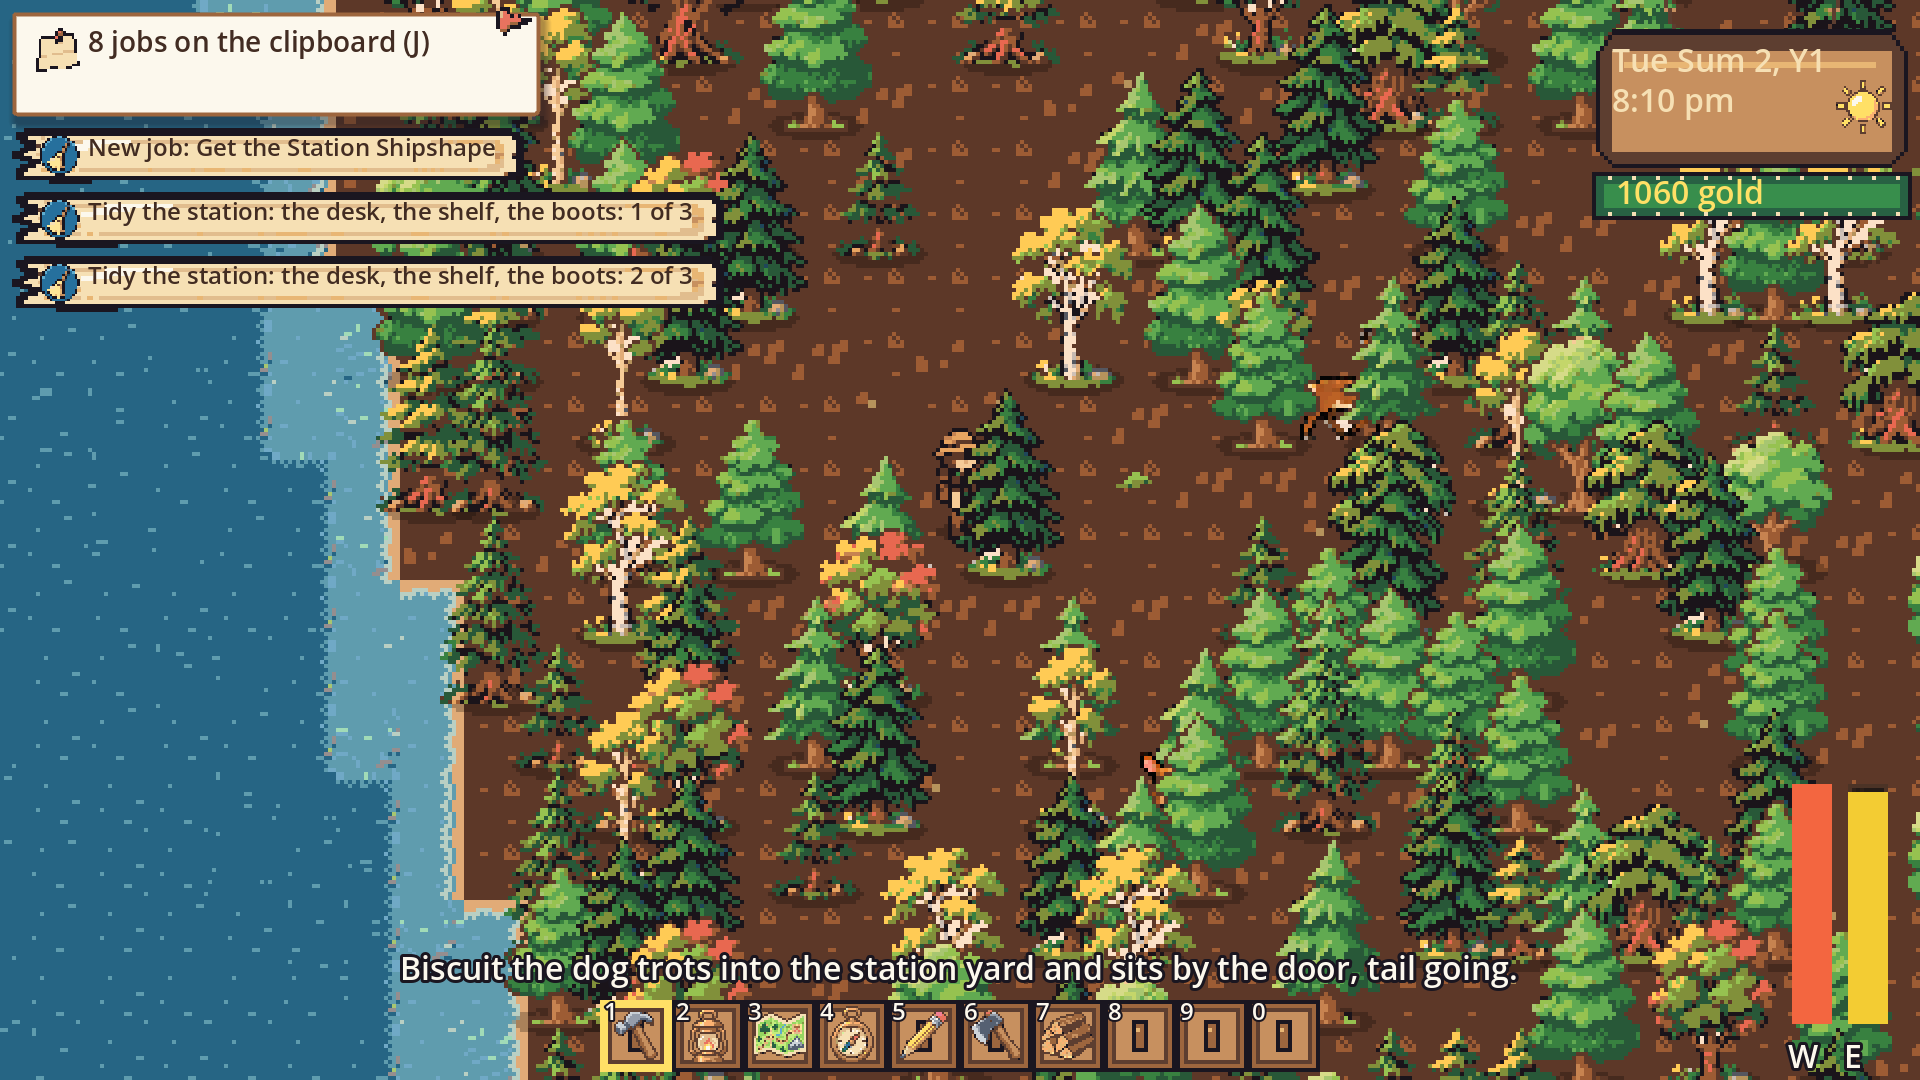 8 jobs on the clipboard (J)
New job: Get the Station Shipshape
Tidy the station: the desk, the shelf, the boots: 1 of 3
Tidy the station: the desk, the shelf, the boots: 2 of 3
Tue Sum 2, Y1
8:10 pm
1060 gold
Biscuit the dog trots into the station yard and sits by the door, tail going.
1 2 3 4 5 6 7 8 9 0
W E